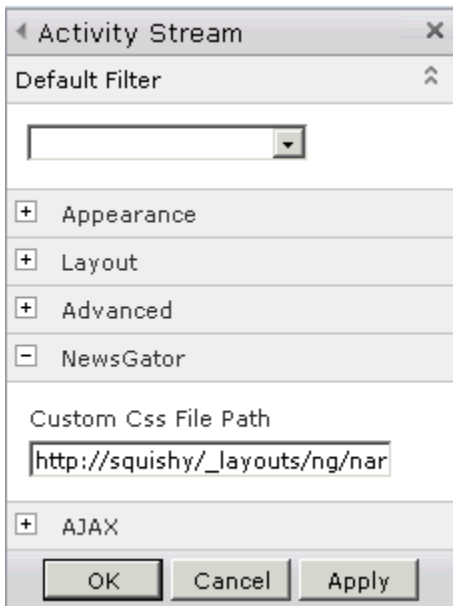 Activity Stream
Default Filter
Appearance
Layout
Advanced
NewsGator
Custom Css File Path
http://squishy/_layouts/ng/nar
AJAX
OK Cancel Apply